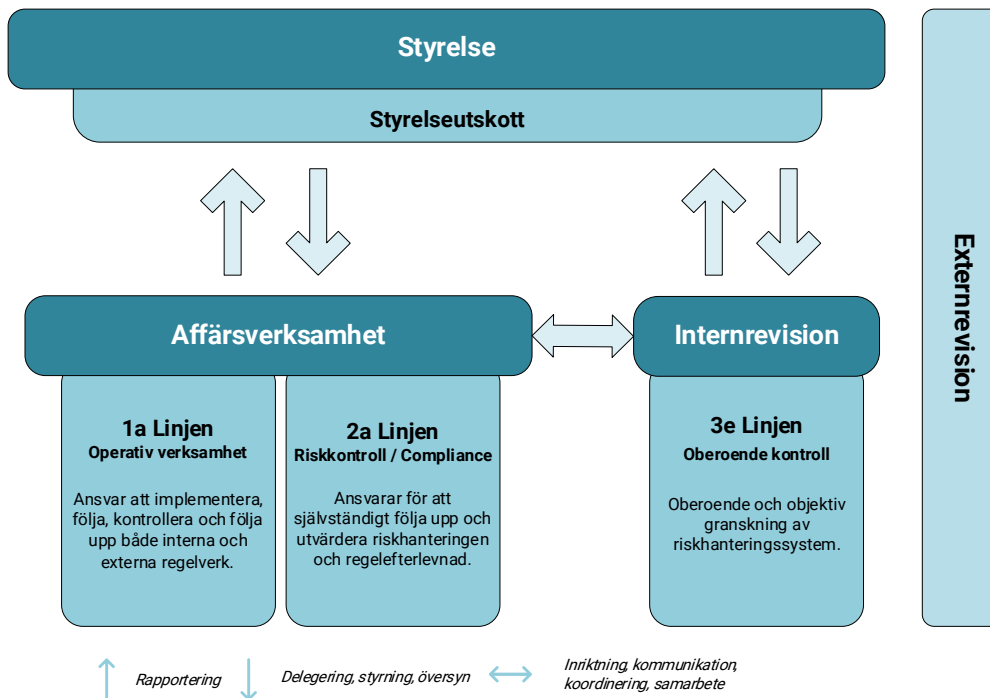 Styrelse
Styrelseutskott
Affärsverksamhet
Internrevision
1a Linjen
Operativ verksamhet
Ansvar att implementera,
följa, kontrollera och följa
upp både interna och
externa regelverk.
2a Linjen
Riskkontroll / Compliance
Ansvarar för att
självständigt följa upp och
utvärdera riskhanteringen
och regelefterlevnad.
3e Linjen
Oberoende kontroll
Oberoende och objektiv
granskning av
riskhanteringssystem.
Externrevision
Rapportering
Delegering, styrning, översyn
Inriktning, kommunikation,
koordinering, samarbete